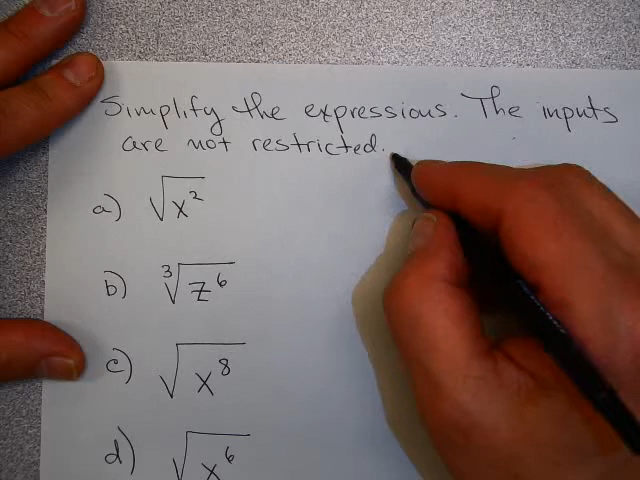 Simplify the expressions. The inputs
are not restricted.
a) √x²
b) ∛z⁶
c) √x⁸
d) √x⁶